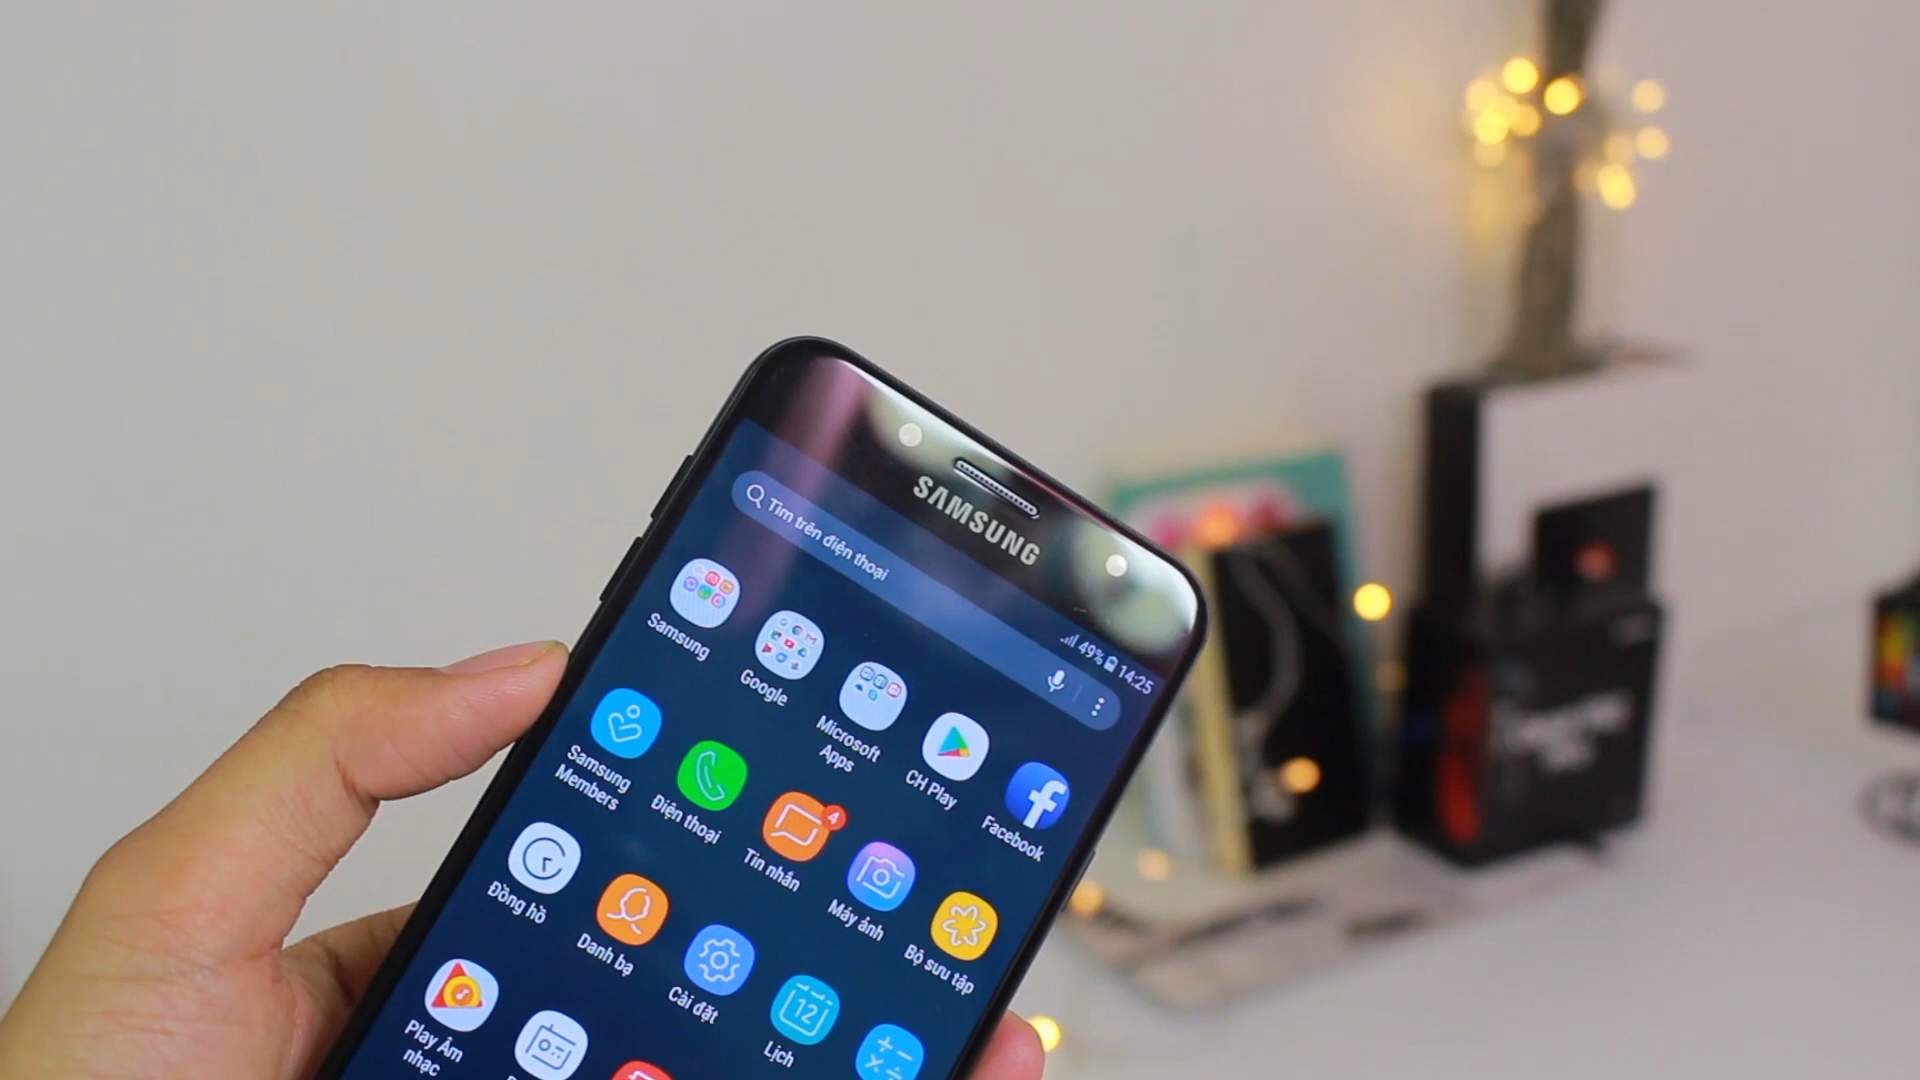 SAMSUNG
49% 14:25
Tìm trên điện thoại
Samsung
Google
Microsoft
Apps
CH Play
Facebook
Samsung
Members
Điện thoại
4
Tin nhắn
Máy ảnh
Bộ sưu tập
Đồng hồ
Danh bạ
Cài đặt
12
Lịch
Play Âm
nhạc